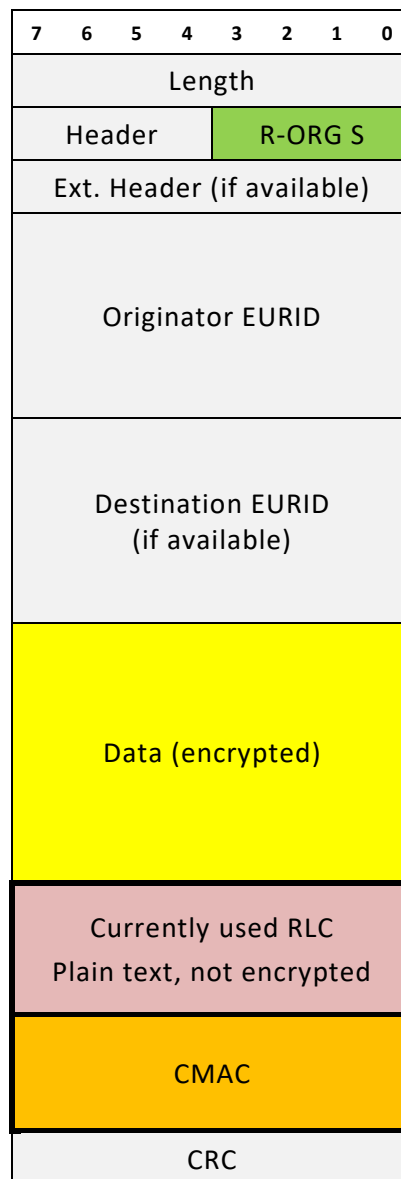 7 6 5 4 3 2 1 0
Length
Header R-ORG S
Ext. Header (if available)
Originator EURID
Destination EURID
(if available)
Data (encrypted)
Currently used RLC
Plain text, not encrypted
CMAC
CRC